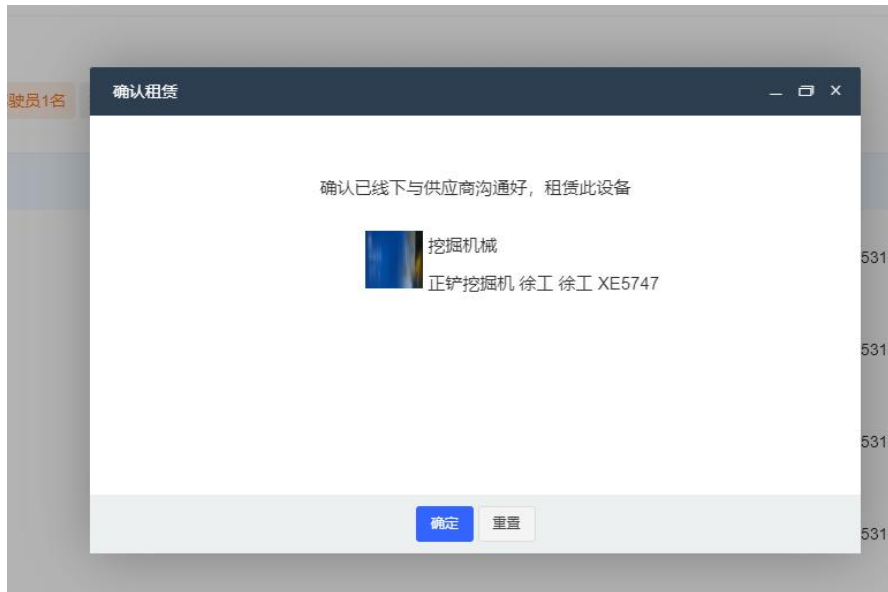 驶员1名
确认租赁
确认已线下与供应商沟通好，租赁此设备
挖掘机械
正铲挖掘机 徐工 徐工 XE5747
531
531
531
531
确定
重置